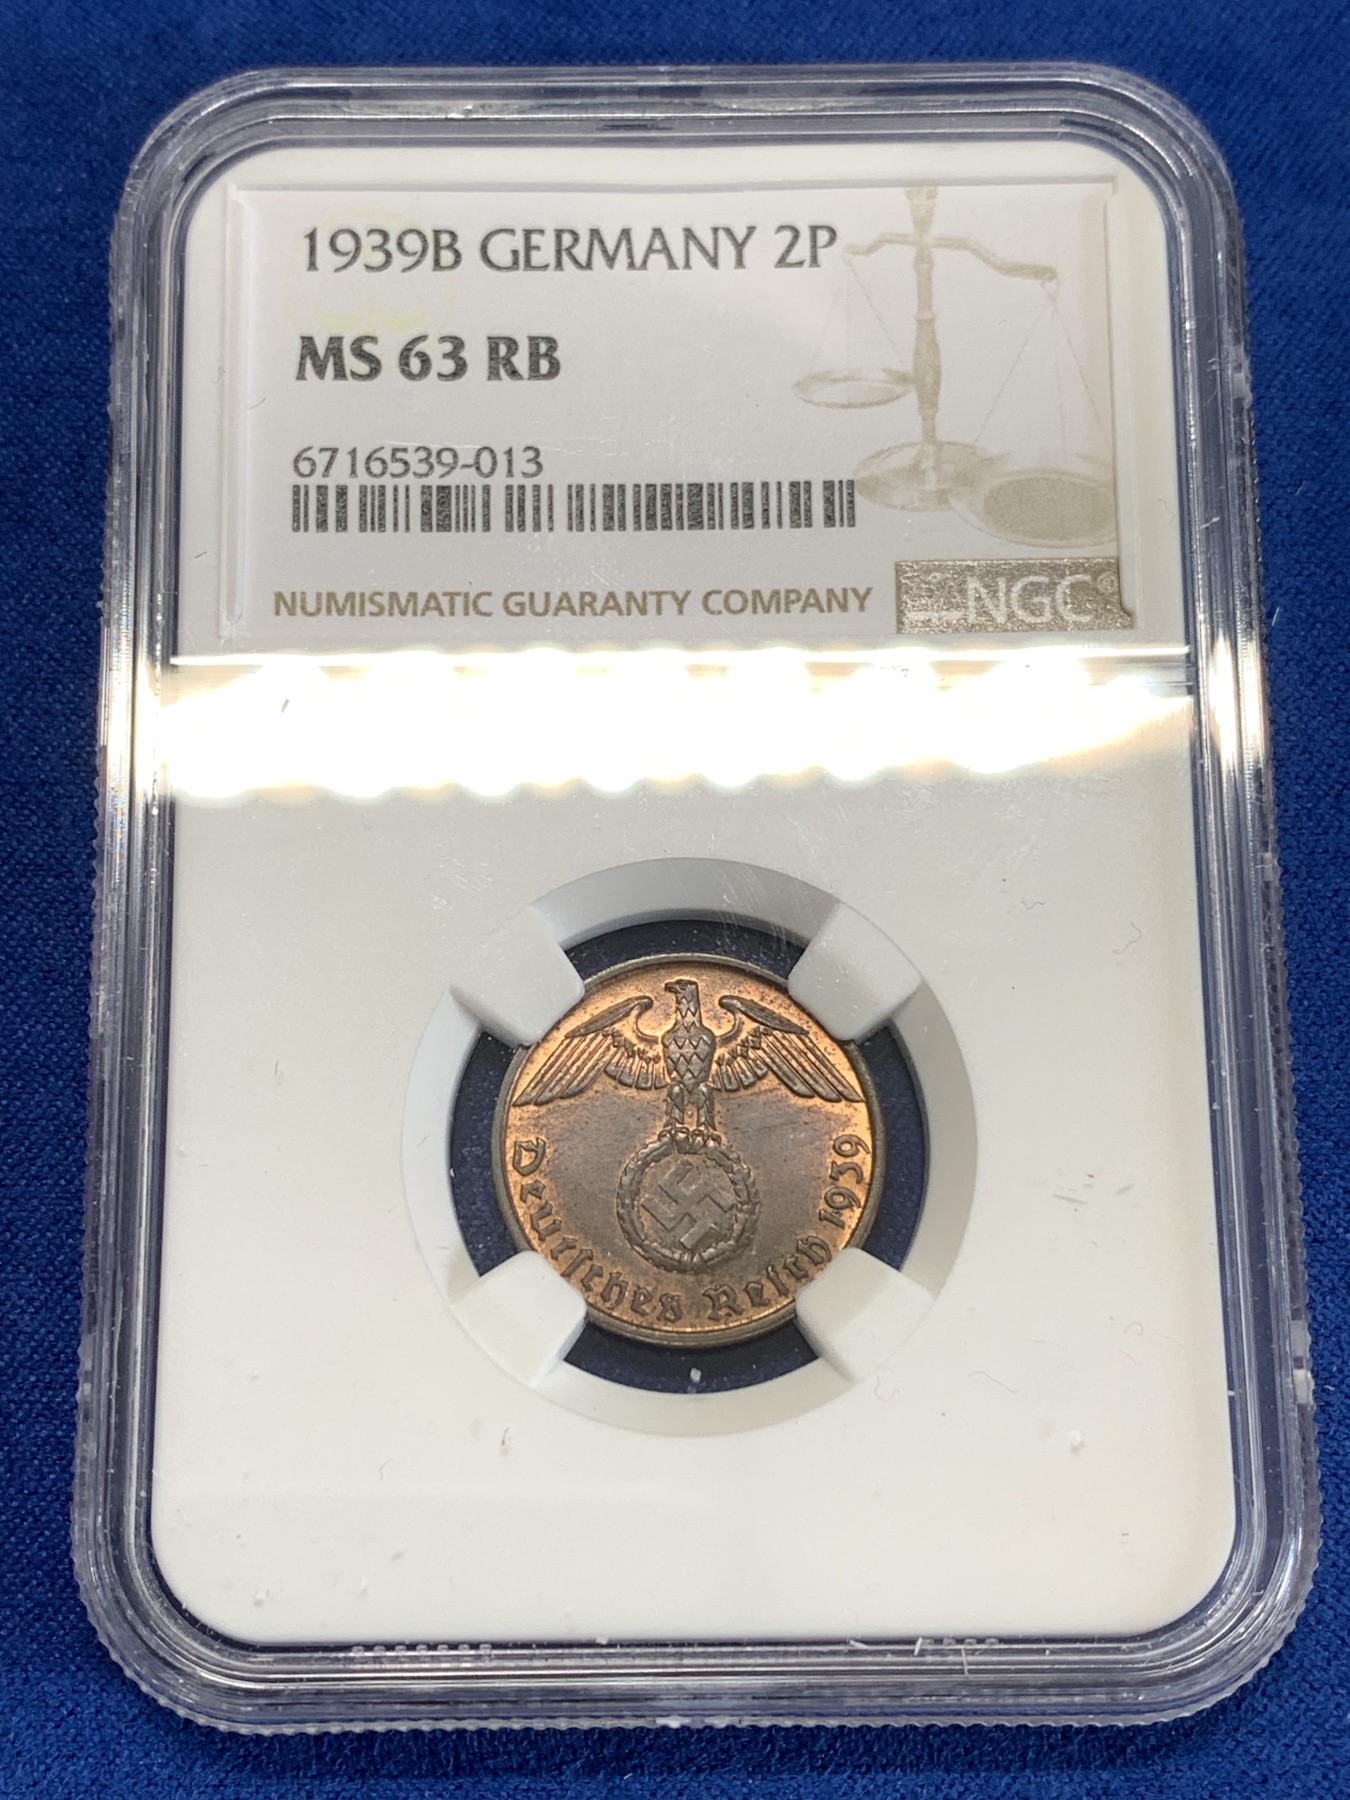 1939B GERMANY 2P
MS 63 RB
6716539-013
NUMISMATIC GUARANTY COMPANY
NGC®
Deutsches Reich 1939